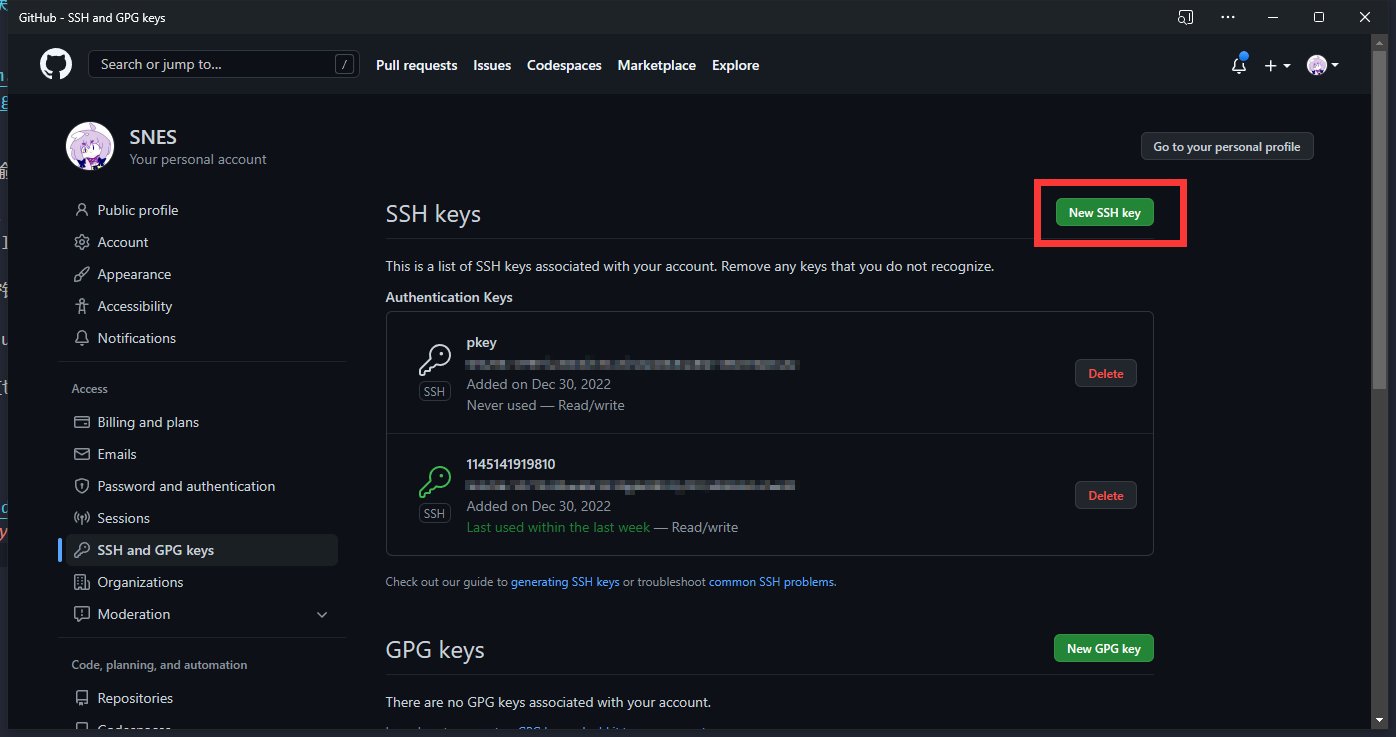 GitHub - SSH and GPG keys
Search or jump to... /
Pull requests Issues Codespaces Marketplace Explore
SNES
Your personal account
Go to your personal profile
Public profile
Account
Appearance
Accessibility
Notifications
Access
Billing and plans
Emails
Password and authentication
Sessions
SSH and GPG keys
Organizations
Moderation
Code, planning, and automation
Repositories
Codespaces
SSH keys
New SSH key
This is a list of SSH keys associated with your account. Remove any keys that you do not recognize.
Authentication Keys
pkey
SSH
Added on Dec 30, 2022
Never used — Read/write
Delete
1145141919810
SSH
Added on Dec 30, 2022
Last used within the last week — Read/write
Delete
Check out our guide to generating SSH keys or troubleshoot common SSH problems.
GPG keys
New GPG key
There are no GPG keys associated with your account.